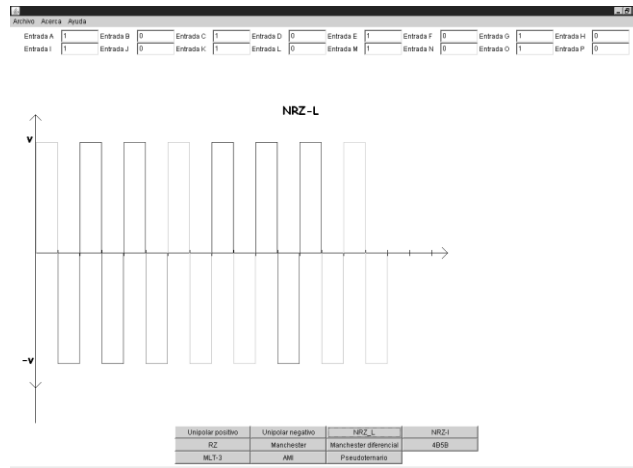 Archivo Acerca Ayuda
Entrada A 1 Entrada B 0 Entrada C 1 Entrada D 0 Entrada E 1 Entrada F 0 Entrada G 1 Entrada H 0
Entrada I 1 Entrada J 0 Entrada K 1 Entrada L 0 Entrada M 1 Entrada N 0 Entrada O 1 Entrada P 0
NRZ-L
V
-V
Unipolar positivo Unipolar negativo NRZ_L NRZ-I
RZ Manchester Manchester diferencial 4B5B
MLT-3 AMI Pseudoternario